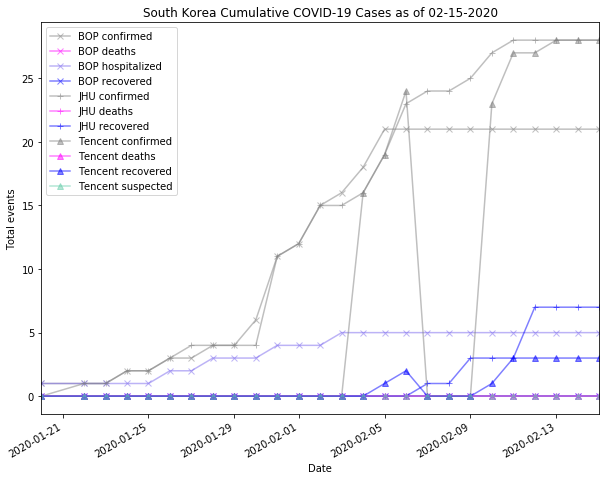 South Korea Cumulative COVID-19 Cases as of 02-15-2020
BOP confirmed
BOP deaths
BOP hospitalized
BOP recovered
JHU confirmed
JHU deaths
JHU recovered
Tencent confirmed
Tencent deaths
Tencent recovered
Tencent suspected
Total events
25
20
15
10
5
0
2020-01-21
2020-01-25
2020-01-29
2020-02-01
2020-02-05
2020-02-09
2020-02-13
Date